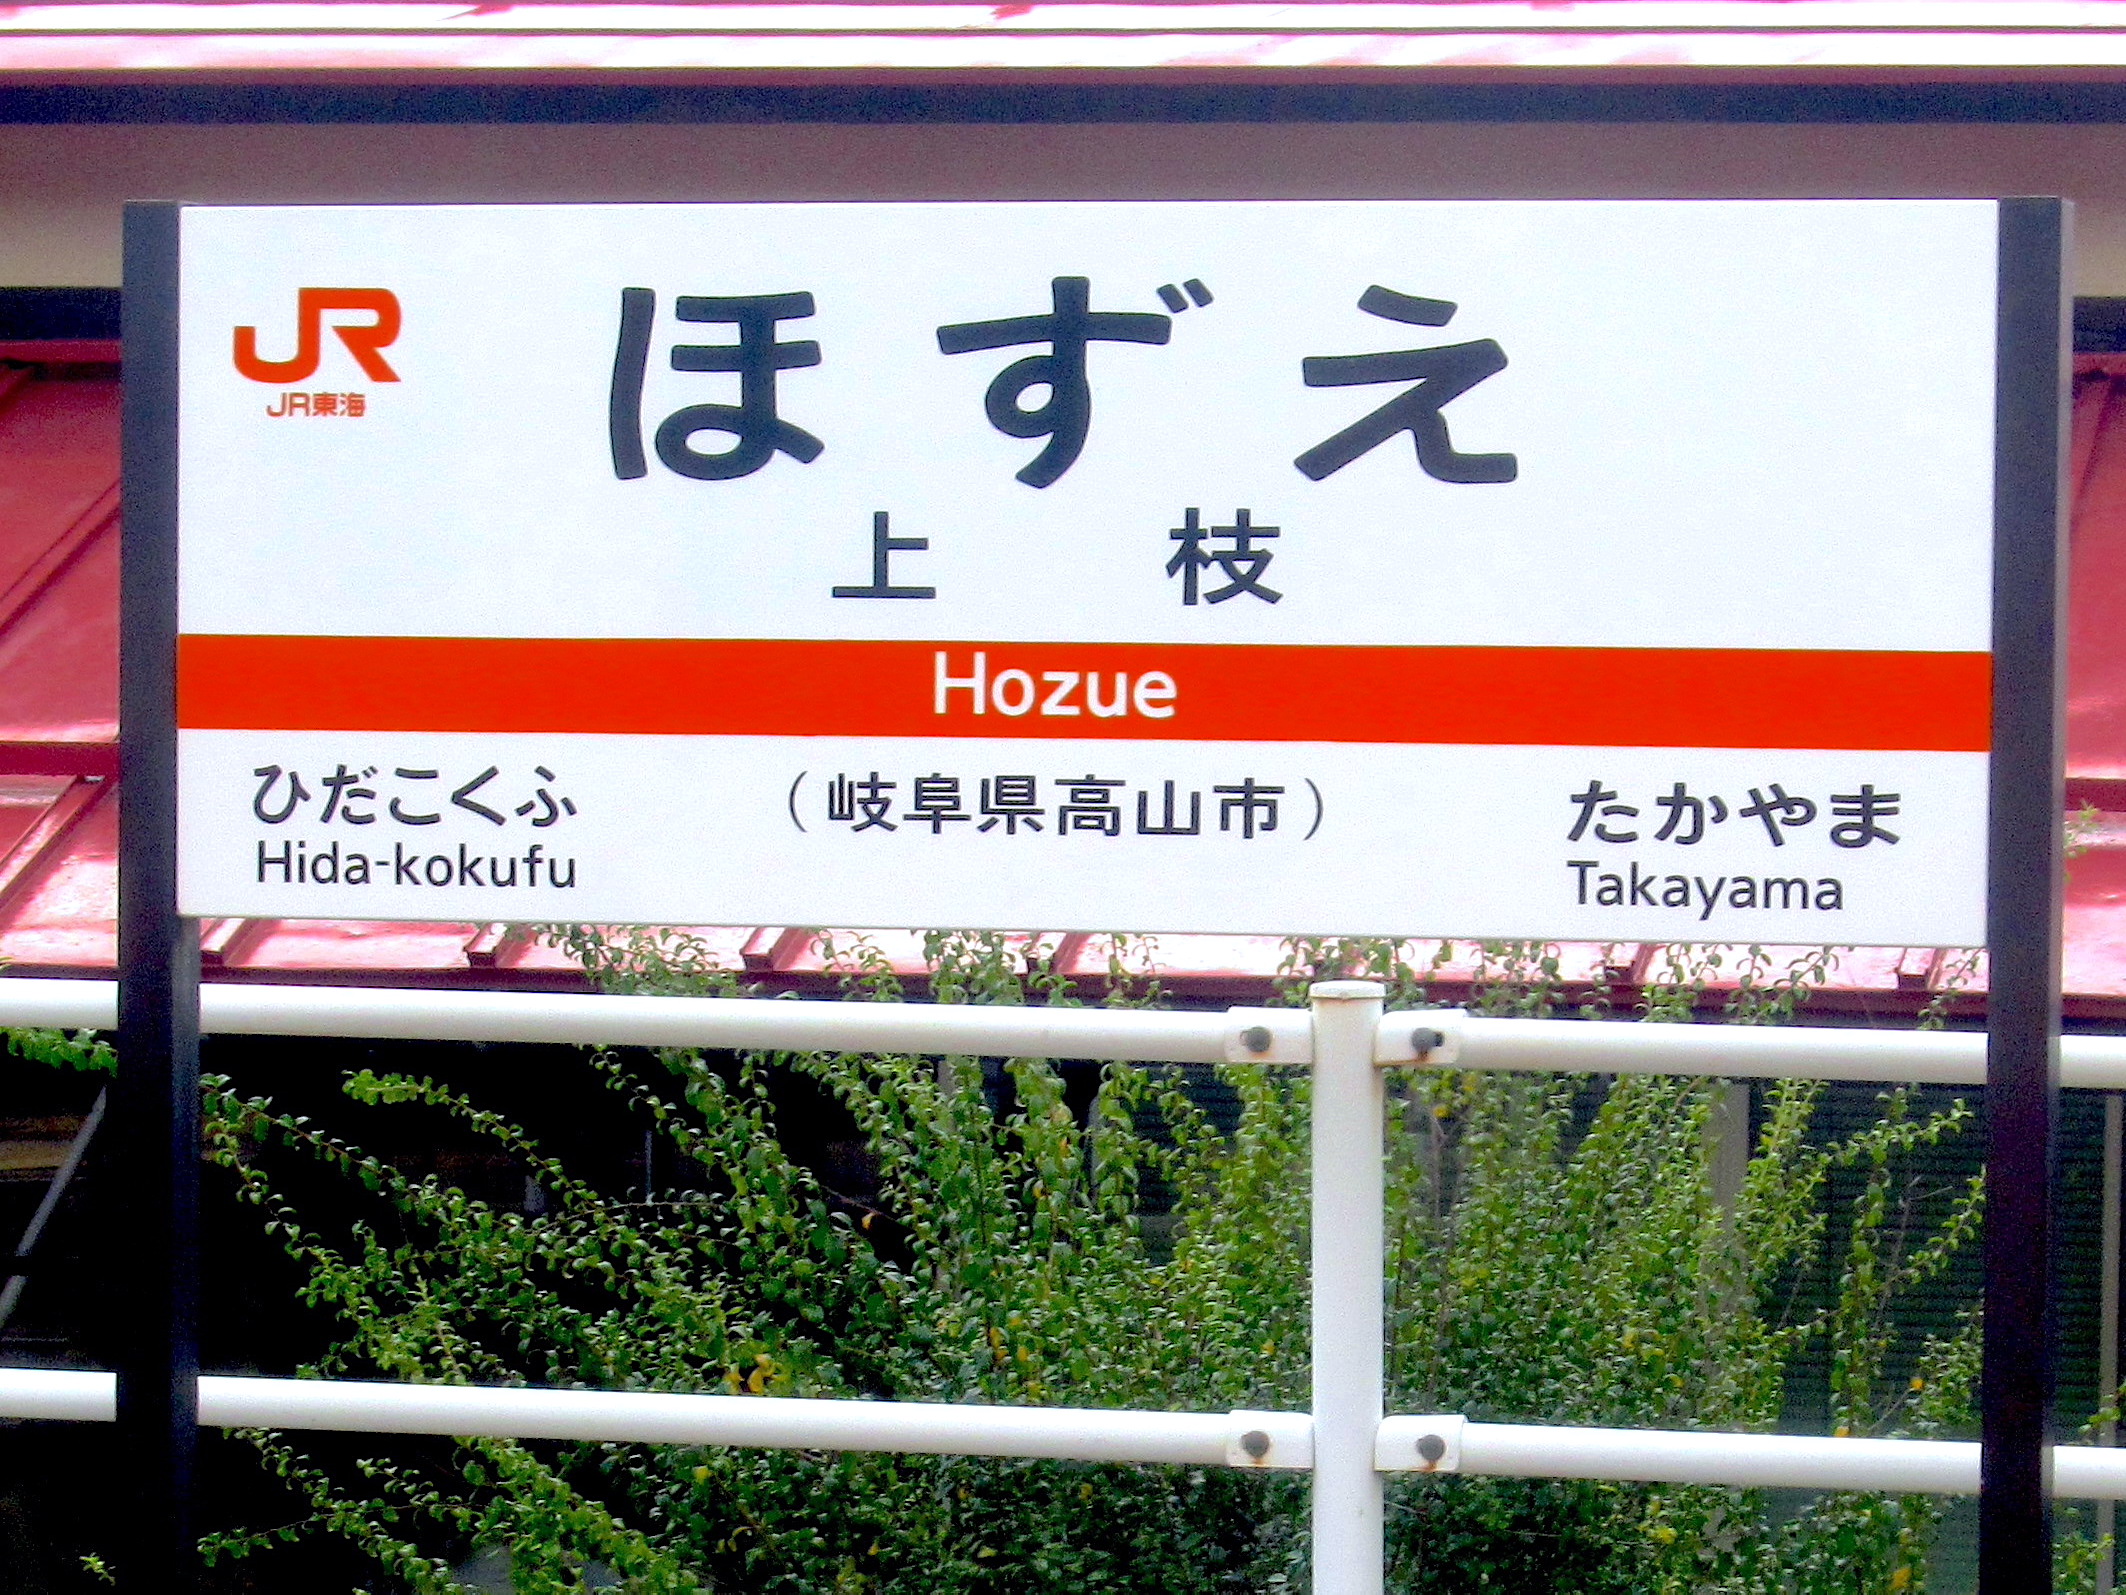 JR
JR東海
ほずえ
上枝
Hozue
ひだこくふ
Hida-kokufu
(岐阜県高山市)
たかやま
Takayama